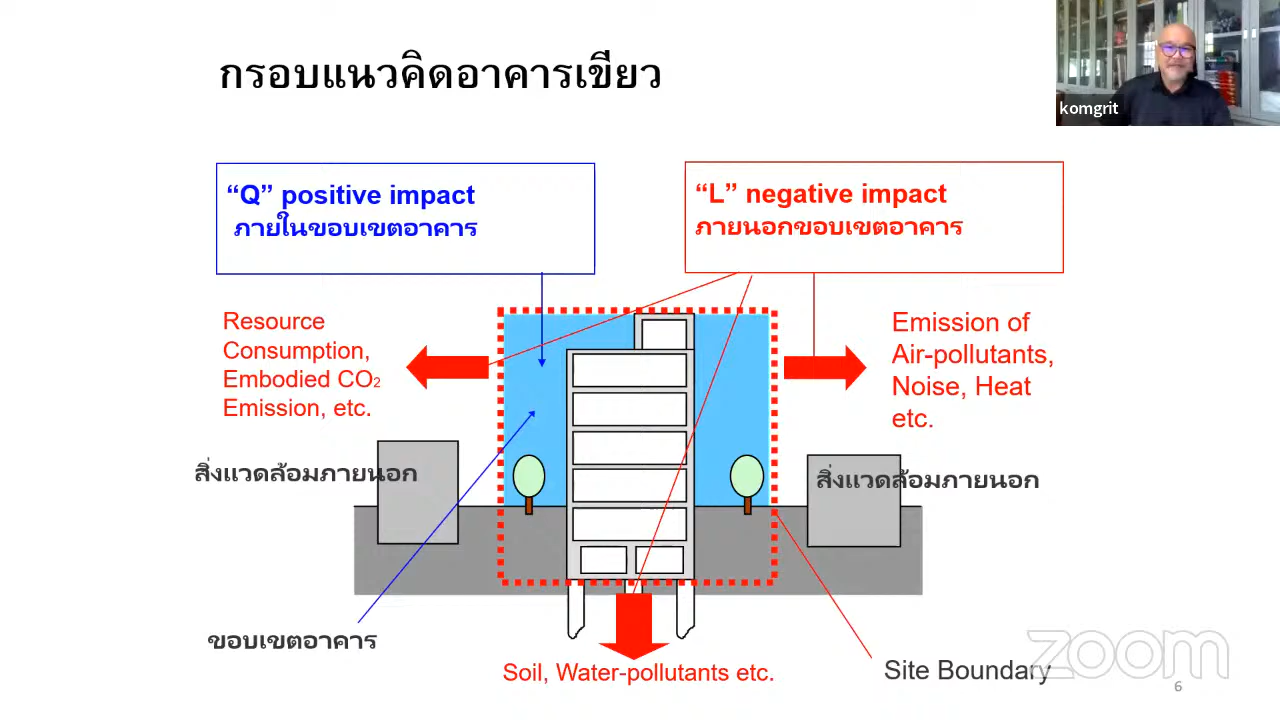 กรอบแนวคิดอาคารเขียว
komgrit
“Q” positive impact
ภายในขอบเขตอาคาร
“L” negative impact
ภายนอกขอบเขตอาคาร
Resource
Consumption,
Embodied CO2
Emission, etc.
Emission of
Air-pollutants,
Noise, Heat
etc.
สิ่งแวดล้อมภายนอก
สิ่งแวดล้อมภายนอก
ขอบเขตอาคาร
Soil, Water-pollutants etc.
Site Boundary
zoom
6